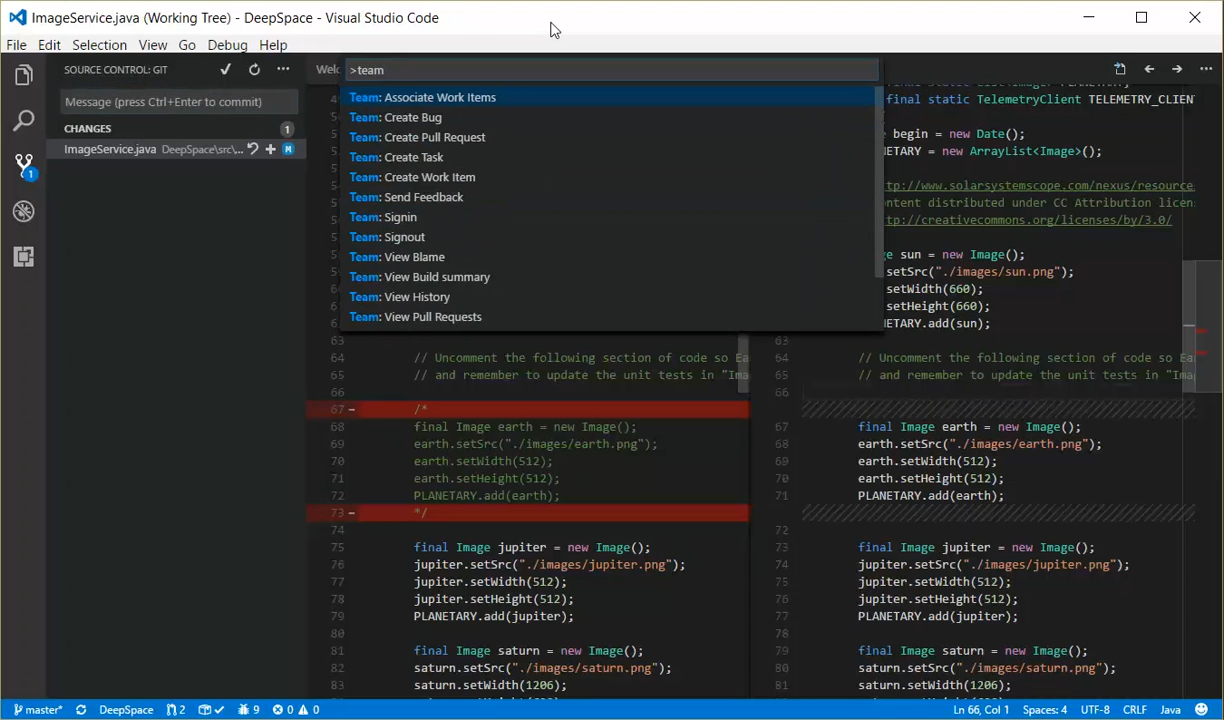 ImageService.java (Working Tree) - DeepSpace - Visual Studio Code
File Edit Selection View Go Debug Help
SOURCE CONTROL: GIT
Message (press Ctrl+Enter to commit)
CHANGES 1
ImageService.java DeepSpace\src\... M
1
Welc
>team
Team: Associate Work Items
Team: Create Bug
Team: Create Pull Request
Team: Create Task
Team: Create Work Item
Team: Send Feedback
Team: Signin
Team: Signout
Team: View Blame
Team: View Build summary
Team: View History
Team: View Pull Requests
63
64 // Uncomment the following section of code so Ea
65 // and remember to update the unit tests in "Ima
66
67 - /*
68 final Image earth = new Image();
69 earth.setSrc("./images/earth.png");
70 earth.setWidth(512);
71 earth.setHeight(512);
72 PLANETARY.add(earth);
73 - */
74
75 final Image jupiter = new Image();
76 jupiter.setSrc("./images/jupiter.png");
77 jupiter.setWidth(512);
78 jupiter.setHeight(512);
79 PLANETARY.add(jupiter);
80
81 final Image saturn = new Image();
82 saturn.setSrc("./images/saturn.png");
83 saturn.setWidth(1206);
final static TelemetryClient TELEMETRY_CLIENT
begin = new Date();
NETARY = new ArrayList<Image>();
ttp://www.solarsystemscope.com/nexus/resource
ontent distributed under CC Attribution licen
ttp://creativecommons.org/licenses/by/3.0/
age sun = new Image();
setSrc("./images/sun.png");
setWidth(660);
setHeight(660);
ETARY.add(sun);
63
64 // Uncomment the following section of code so Ea
65 // and remember to update the unit tests in "Ima
66
67 final Image earth = new Image();
68 earth.setSrc("./images/earth.png");
69 earth.setWidth(512);
70 earth.setHeight(512);
71 PLANETARY.add(earth);
72
73 final Image jupiter = new Image();
74 jupiter.setSrc("./images/jupiter.png");
75 jupiter.setWidth(512);
76 jupiter.setHeight(512);
77 PLANETARY.add(jupiter);
78
79 final Image saturn = new Image();
80 saturn.setSrc("./images/saturn.png");
81 saturn.setWidth(1206);
master* DeepSpace 2 9 0 0 Ln 66, Col 1 Spaces: 4 UTF-8 CRLF Java